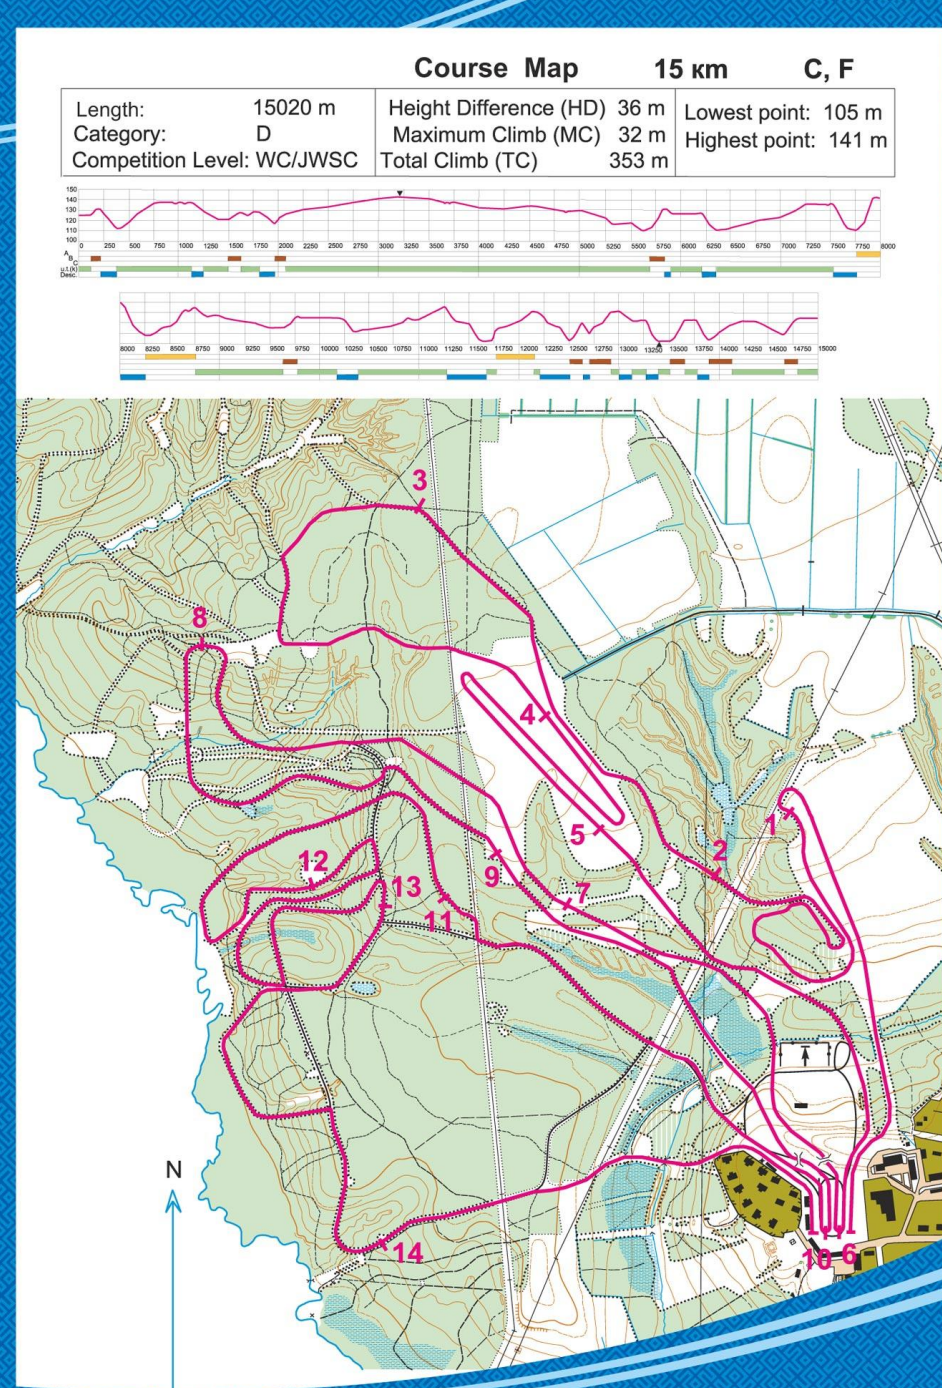 Course Map 15 км C, F
Length: 15020 m
Category: D
Competition Level: WC/JWSC
Height Difference (HD) 36 m
Maximum Climb (MC) 32 m
Total Climb (TC) 353 m
Lowest point: 105 m
Highest point: 141 m
150
140
130
120
110
100
0 250 500 750 1000 1250 1500 1750 2000 2250 2500 2750 3000 3250 3500 3750 4000 4250 4500 4750 5000 5250 5500 5750 6000 6250 6500 6750 7000 7250 7500 7750 8000
A
B
C
u.t.(k)
Desc.
8000 8250 8500 8750 9000 9250 9500 9750 10000 10250 10500 10750 11000 11250 11500 11750 12000 12250 12500 12750 13000 13250 13500 13750 14000 14250 14500 14750 15000
3
8
4
1
5
2
12
9
13
7
11
N
14
10
6